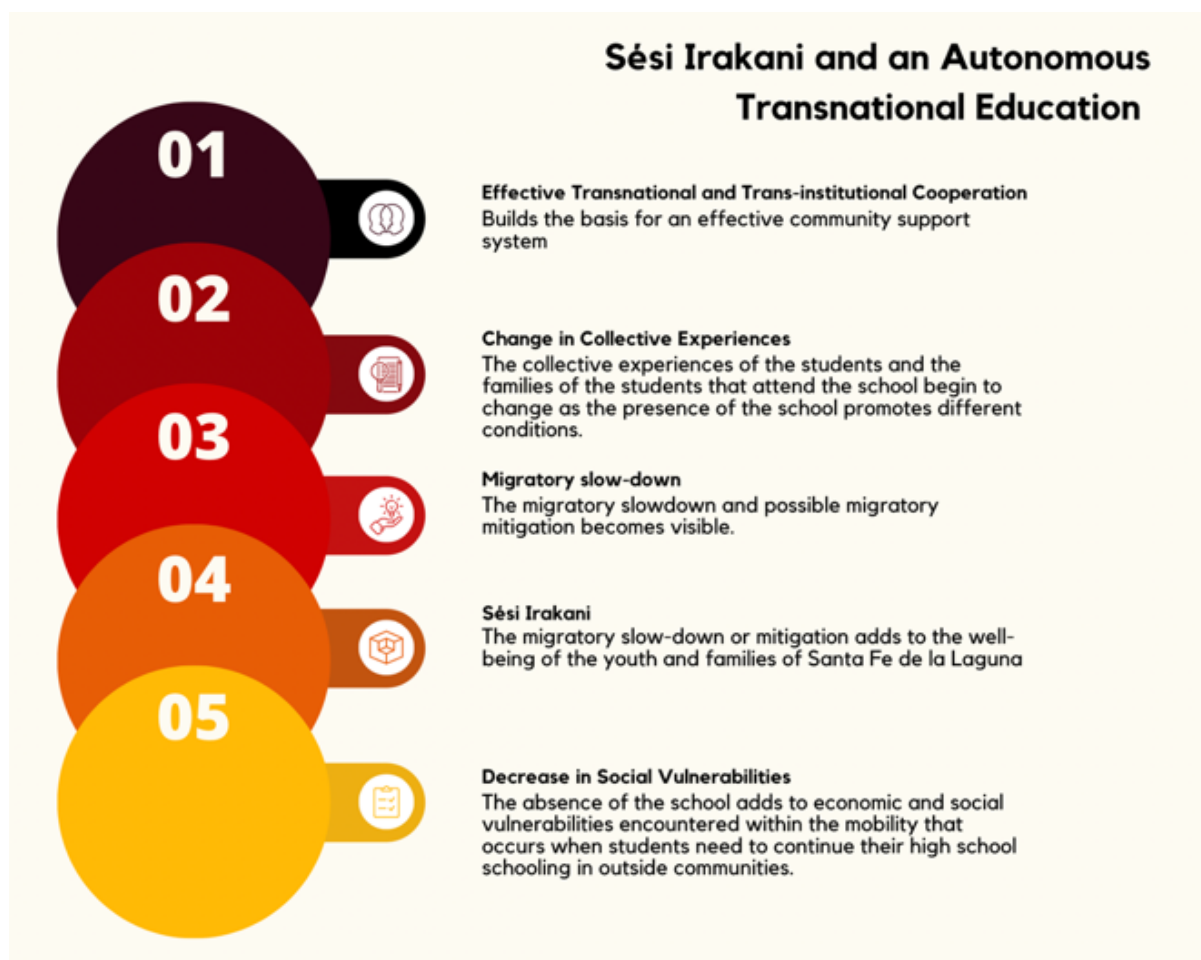 Sési Irakani and an Autonomous
Transnational Education
01
Effective Transnational and Trans-institutional Cooperation
Builds the basis for an effective community support
system
02
Change in Collective Experiences
The collective experiences of the students and the
families of the students that attend the school begin to
change as the presence of the school promotes different
conditions.
03
Migratory slow-down
The migratory slowdown and possible migratory
mitigation becomes visible.
04
Sési Irakani
The migratory slow-down or mitigation adds to the well-
being of the youth and families of Santa Fe de la Laguna
05
Decrease in Social Vulnerabilities
The absence of the school adds to economic and social
vulnerabilities encountered within the mobility that
occurs when students need to continue their high school
schooling in outside communities.